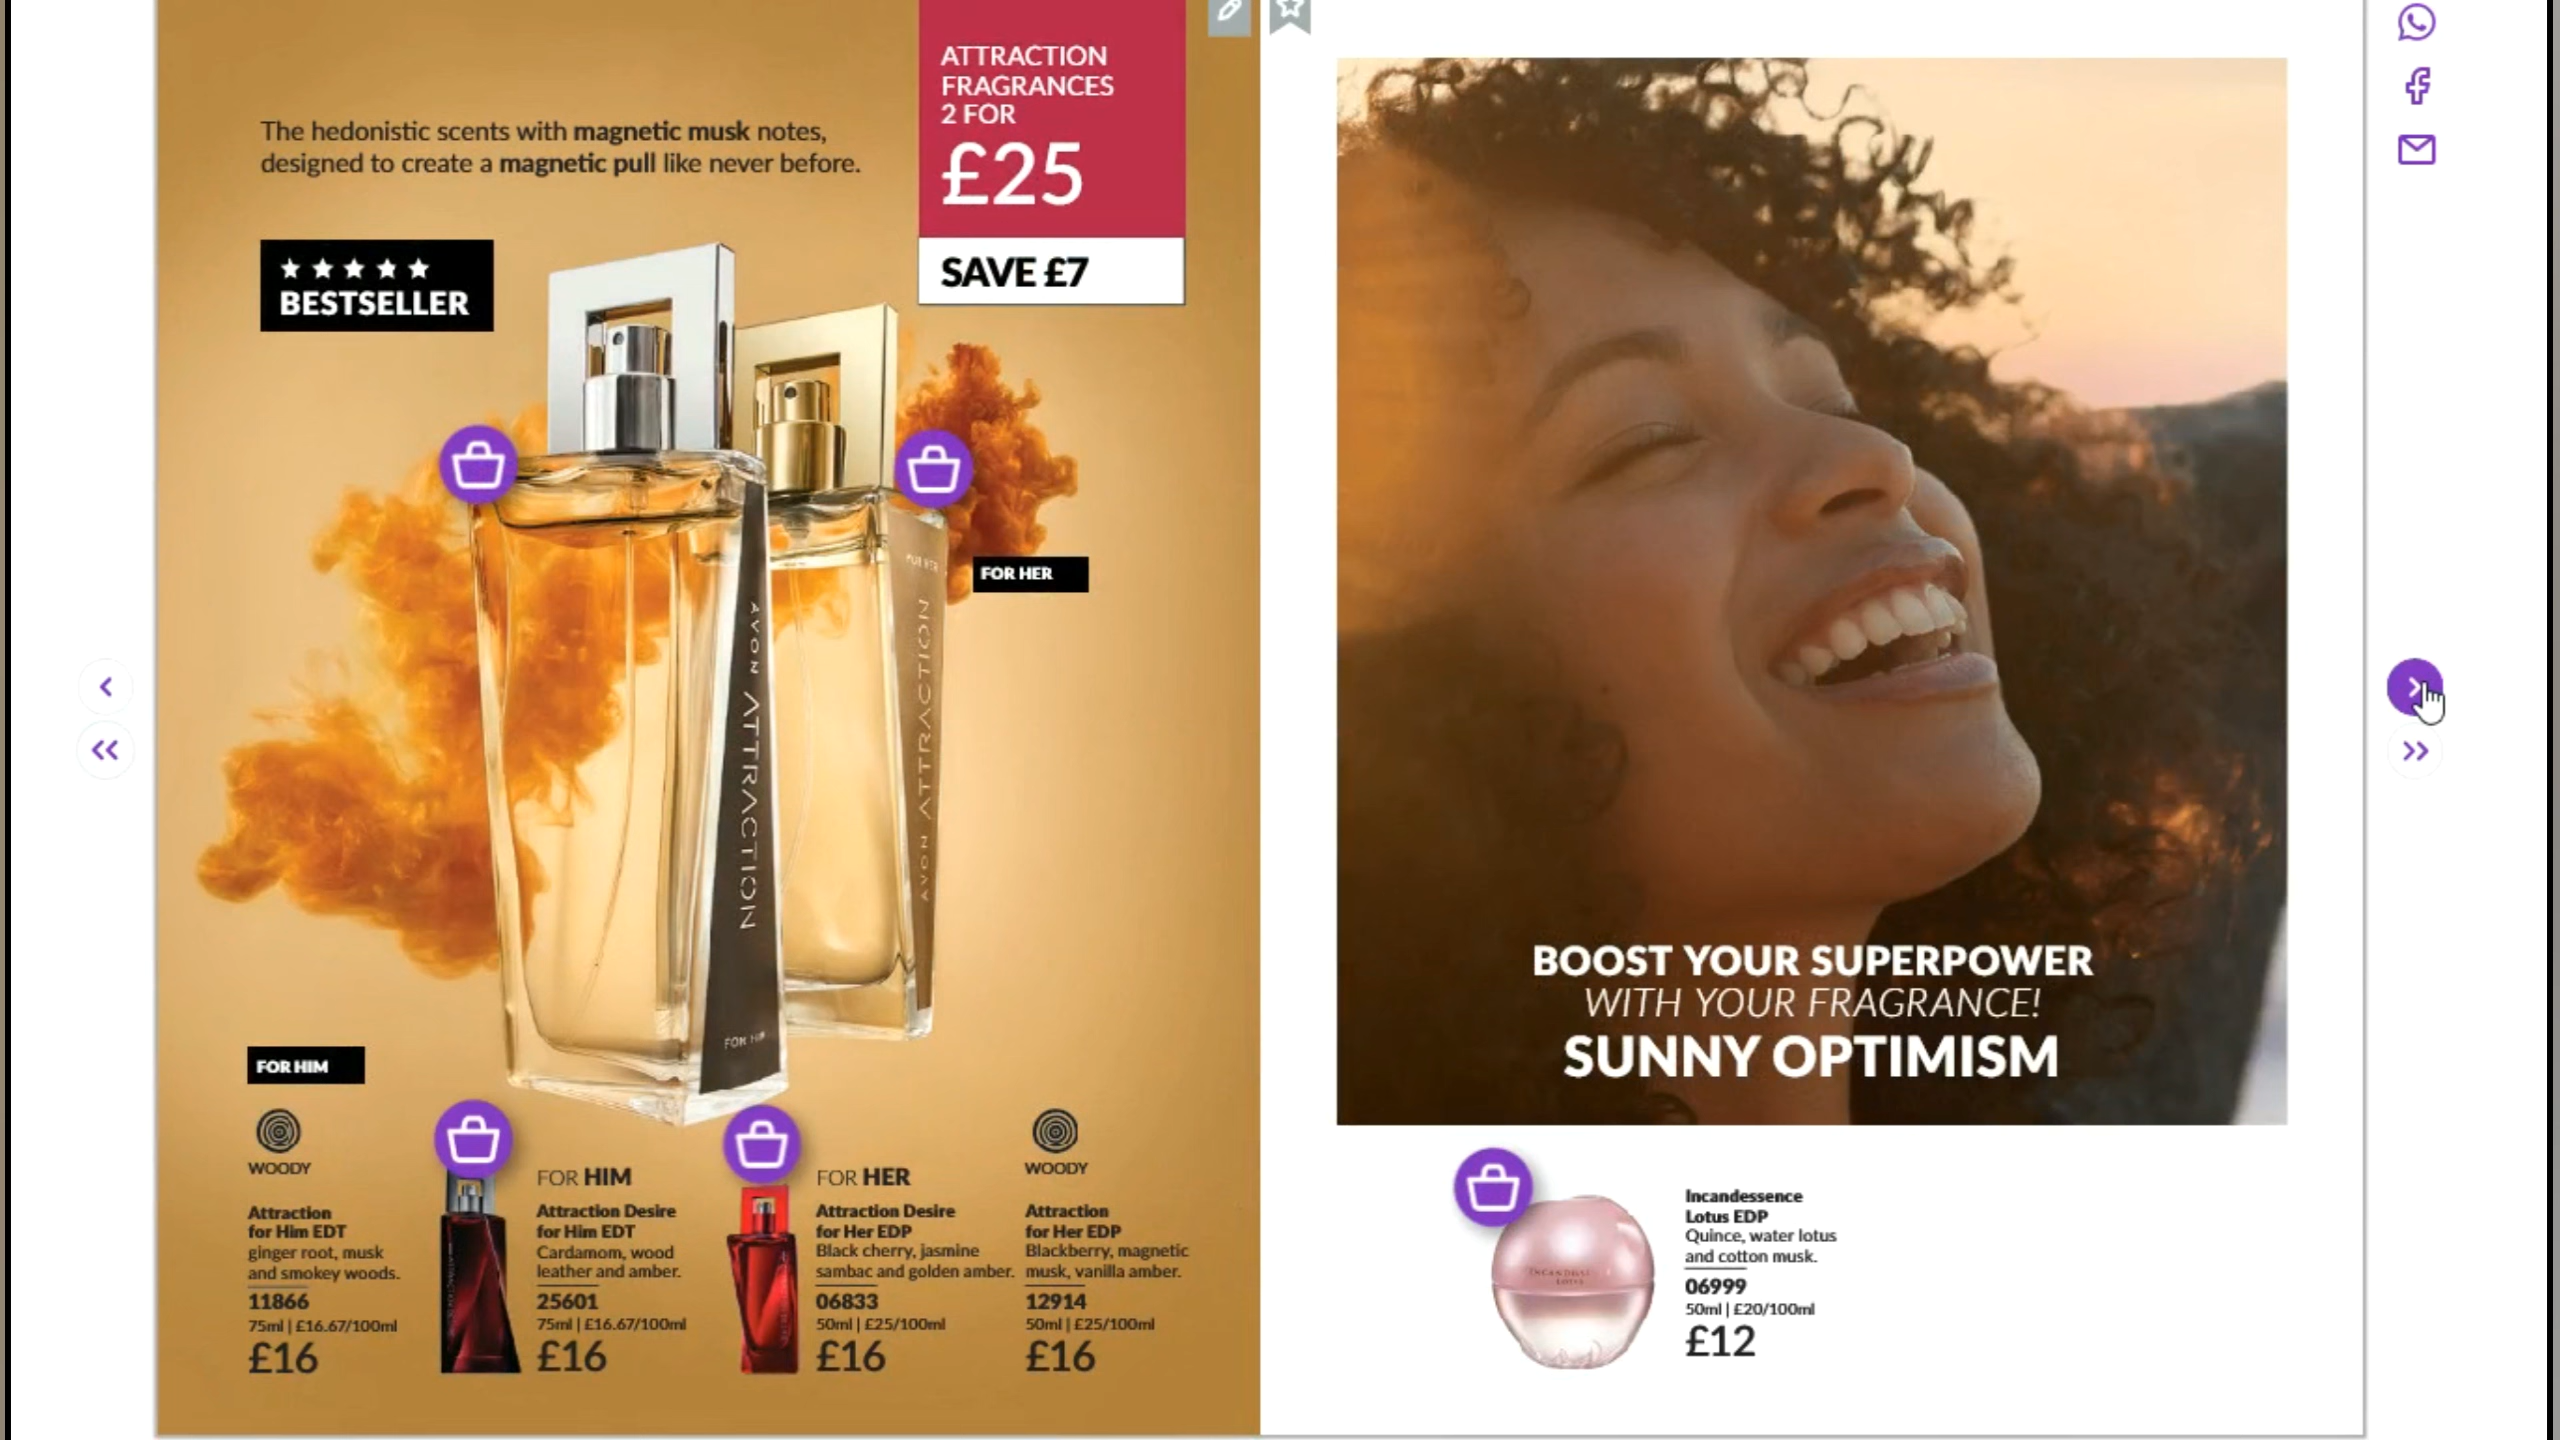 The hedonistic scents with magnetic musk notes,
designed to create a magnetic pull like never before.
ATTRACTION
FRAGRANCES
2 FOR
£25
SAVE £7
★★★★★
BESTSELLER
FOR HER
FOR HER
AVON ATTRACTION
AVON ATTRACTION
FOR HIM
FOR HIM
WOODY
Attraction
for Him EDT
ginger root, musk
and smokey woods.
11866
75ml | £16.67/100ml
£16
FOR HIM
Attraction Desire
for Him EDT
Cardamom, wood
leather and amber.
25601
75ml | £16.67/100ml
£16
FOR HER
Attraction Desire
for Her EDP
Black cherry, jasmine
sambac and golden amber.
06833
50ml | £25/100ml
£16
WOODY
Attraction
for Her EDP
Blackberry, magnetic
musk, vanilla amber.
12914
50ml | £25/100ml
£16
BOOST YOUR SUPERPOWER
WITH YOUR FRAGRANCE!
SUNNY OPTIMISM
Incandessence
Lotus EDP
Quince, water lotus
and cotton musk.
06999
50ml | £20/100ml
£12